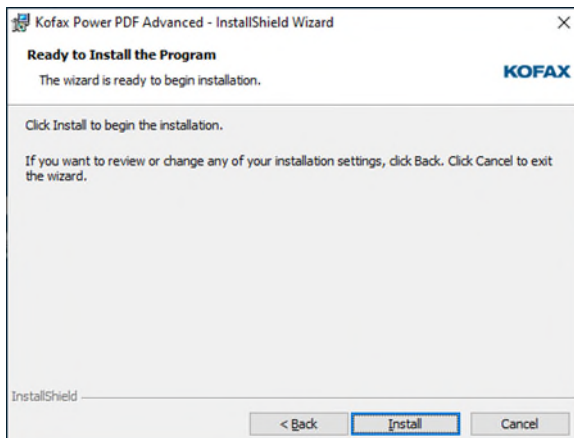 Kofax Power PDF Advanced - InstallShield Wizard
Ready to Install the Program
The wizard is ready to begin installation.
KOFAX
Click Install to begin the installation.
If you want to review or change any of your installation settings, click Back. Click Cancel to exit
the wizard.
InstallShield
< Back
Install
Cancel